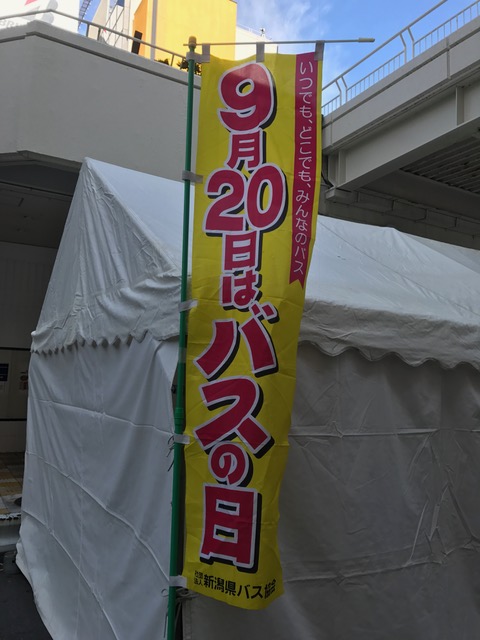 いつでも、どこでも、みんなのバス
9月20日はバスの日
新潟県バス協会